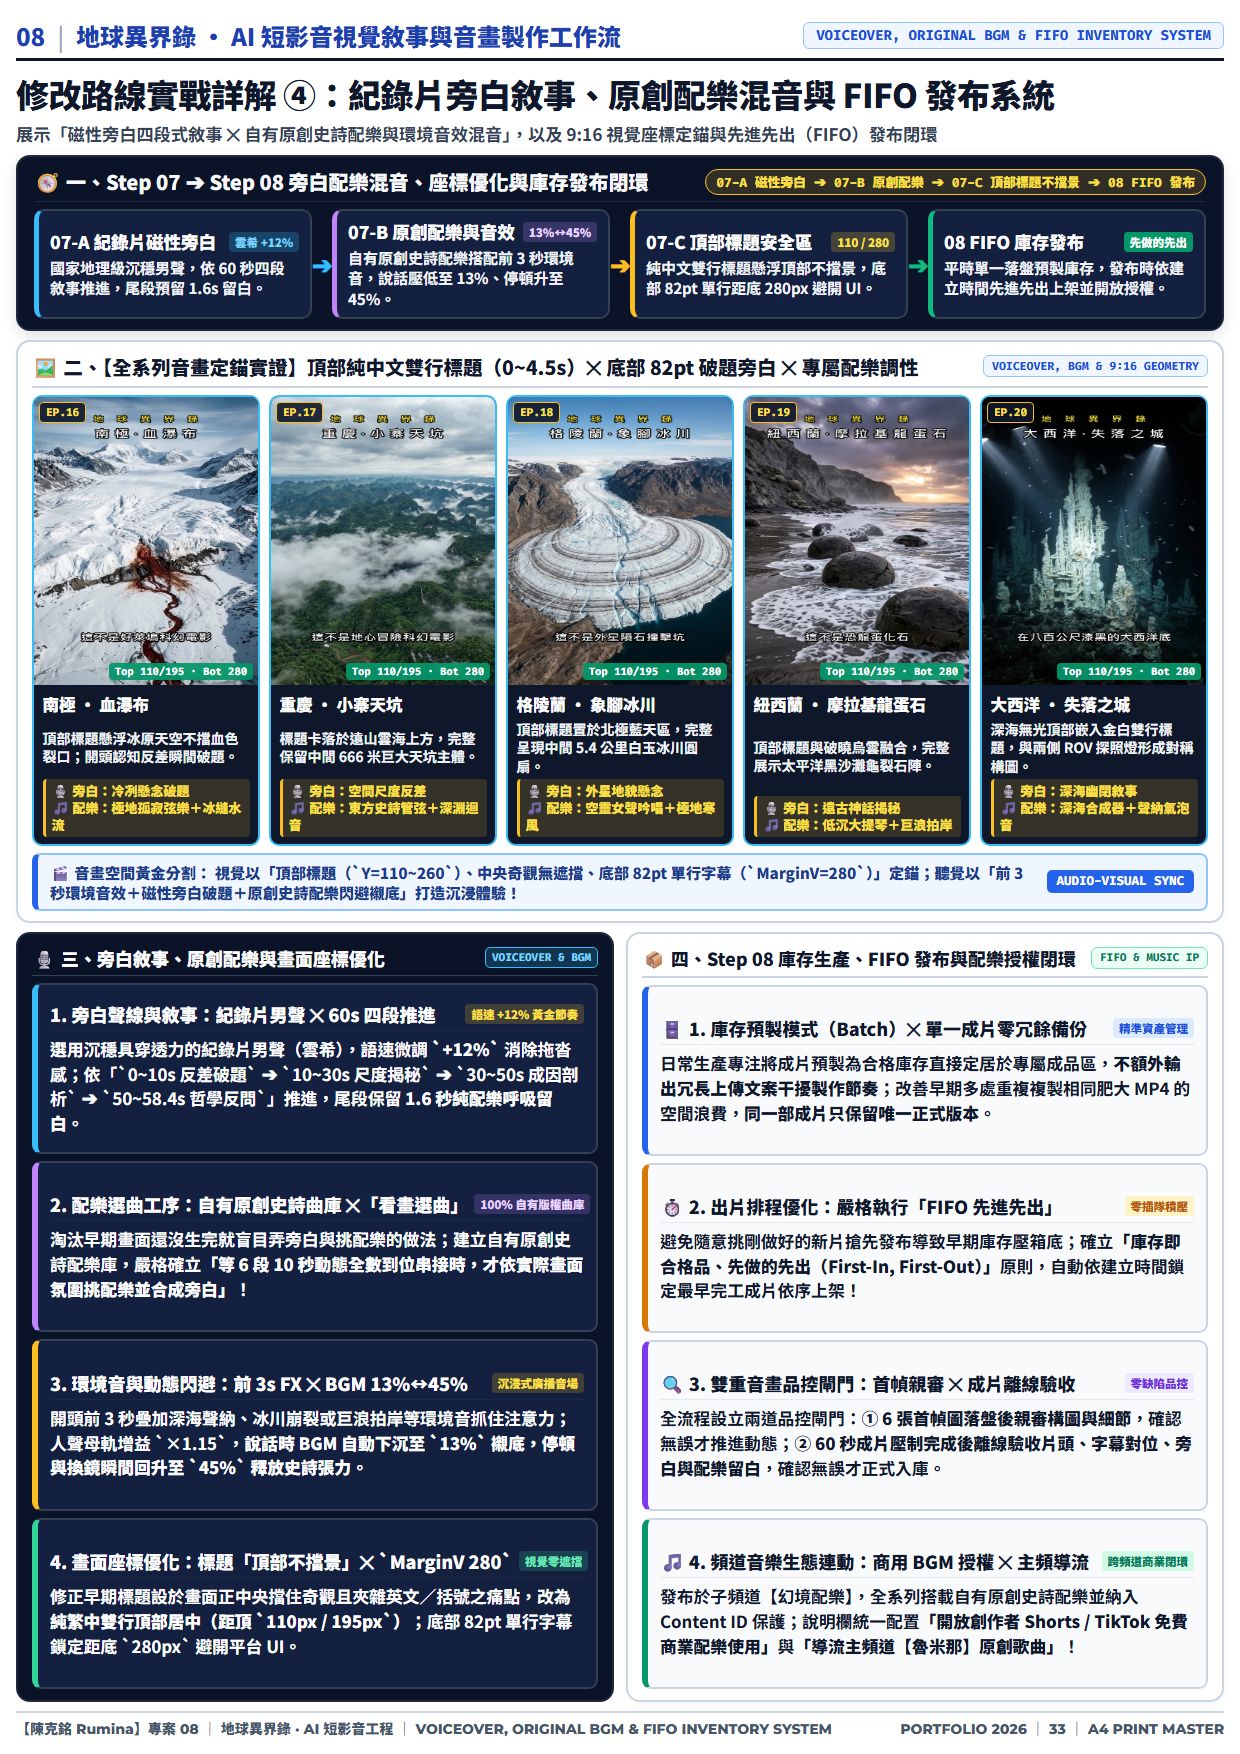 08 | 地球異界錄 • AI 短影音視覺敘事與音畫製作工作流
VOICEOVER, ORIGINAL BGM & FIFO INVENTORY SYSTEM
修改路線實戰詳解 ④：紀錄片旁白敘事、原創配樂混音與 FIFO 發布系統
展示「磁性旁白四段式敘事 ✕ 自有原創史詩配樂與環境音效混音」，以及 9:16 視覺座標定錨與先進先出（FIFO）發布閉環
🧭 一、Step 07 ➔ Step 08 旁白配樂混音、座標優化與庫存發布閉環
07-A 磁性旁白 ➔ 07-B 原創配樂 ➔ 07-C 頂部標題不擋景 ➔ 08 FIFO 發布
07-A 紀錄片磁性旁白 雲希 +12%
國家地理級沉穩男聲，依 60 秒四段
敘事推進，尾段預留 1.6s 留白。
➔
07-B 原創配樂與音效 13%↔45%
自有原創史詩配樂搭配前 3 秒環境
音，說話壓低至 13%、停頓升至
45%。
➔
07-C 頂部標題安全區 110 / 280
純中文雙行標題懸浮頂部不擋景，底
部 82pt 單行距底 280px 避開 UI。
➔
08 FIFO 庫存發布 先做的先出
平時單一落盤預製庫存，發布時依建
立時間先進先出上架並開放授權。
🖼️ 二、【全系列音畫定錨實證】頂部純中文雙行標題（0~4.5s）✕ 底部 82pt 破題旁白 ✕ 專屬配樂調性
VOICEOVER, BGM & 9:16 GEOMETRY
EP.16
地球異界錄
南極·血瀑布
這不是好萊塢科幻電影
Top 110/195 · Bot 280
南極 • 血瀑布
頂部標題懸浮冰原天空不擋血色
裂口；開頭認知反差瞬間破題。
🎙️ 旁白：冷冽懸念破題
🎵 配樂：極地孤寂弦樂＋冰縫水
流
EP.17
地球異界錄
重慶·小寨天坑
這不是地心冒險科幻電影
Top 110/195 · Bot 280
重慶 • 小寨天坑
標題卡落於遠山雲海上方，完整
保留中間 666 米巨大天坑主體。
🎙️ 旁白：空間尺度反差
🎵 配樂：東方史詩管弦＋深淵迴
音
EP.18
地球異界錄
格陵蘭·象腳冰川
這不是外星隕石撞擊坑
Top 110/195 · Bot 280
格陵蘭 • 象腳冰川
頂部標題置於北極藍天區，完整
呈現中間 5.4 公里白玉冰川圓
扇。
🎙️ 旁白：外星地貌懸念
🎵 配樂：空靈女聲吟唱＋極地寒
風
EP.19
地球異界錄
紐西蘭·摩拉基龍蛋石
這不是恐龍蛋化石
Top 110/195 · Bot 280
紐西蘭 • 摩拉基龍蛋石
頂部標題與破曉烏雲融合，完整
展示太平洋黑沙灘龜裂石陣。
🎙️ 旁白：遠古神話揭秘
🎵 配樂：低沉大提琴＋巨浪拍岸
EP.20
地球異界錄
大西洋·失落之城
在八百公尺漆黑的大西洋底
Top 110/195 · Bot 280
大西洋 • 失落之城
深海無光頂部嵌入金白雙行標
題，與兩側 ROV 探照燈形成對稱
構圖。
🎙️ 旁白：深海幽閉敘事
🎵 配樂：深海合成器＋聲納氣泡
音
🎬 音畫空間黃金分割： 視覺以「頂部標題（`Y=110~260`）、中央奇觀無遮擋、底部 82pt 單行字幕（`MarginV=280`）」定錨；聽覺以「前 3
秒環境音效＋磁性旁白破題＋原創史詩配樂閃避襯底」打造沉浸體驗！
AUDIO-VISUAL SYNC
🎙️ 三、旁白敘事、原創配樂與畫面座標優化
VOICEOVER & BGM
1. 旁白聲線與敘事：紀錄片男聲 ✕ 60s 四段推進 語速 +12% 黃金節奏
選用沉穩具穿透力的紀錄片男聲（雲希），語速微調 `+12%` 消除拖沓
感；依「`0~10s 反差破題` ➔ `10~30s 尺度揭秘` ➔ `30~50s 成因剖
析` ➔ `50~58.4s 哲學反問`」推進，尾段保留 1.6 秒純配樂呼吸留
白。
2. 配樂選曲工序：自有原創史詩曲庫 ✕「看畫選曲」 100% 自有版權曲庫
淘汰早期畫面還沒生完就盲目弄旁白與挑配樂的做法；建立自有原創史
詩配樂庫，嚴格確立「等 6 段 10 秒動態全數到位串接時，才依實際畫面
氛圍挑配樂並合成旁白」！
3. 環境音與動態閃避：前 3s FX ✕ BGM 13%↔45% 沉浸式廣播音場
開頭前 3 秒疊加深海聲納、冰川崩裂或巨浪拍岸等環境音抓住注意力；
人聲母軌增益 `×1.15`，說話時 BGM 自動下沉至 `13%` 襯底，停頓
與換鏡瞬間回升至 `45%` 釋放史詩張力。
4. 畫面座標優化：標題「頂部不擋景」✕ `MarginV 280` 視覺零遮擋
修正早期標題設於畫面正中央擋住奇觀且夾雜英文／括號之痛點，改為
純繁中雙行頂部居中（距頂 `110px / 195px`）；底部 82pt 單行字幕
鎖定距底 `280px` 避開平台 UI。
📦 四、Step 08 庫存生產、FIFO 發布與配樂授權閉環
FIFO & MUSIC IP
🗄️ 1. 庫存預製模式（Batch）✕ 單一成片零冗餘備份 精準資產管理
日常生產專注將成片預製為合格庫存直接定居於專屬成品區，不額外輸
出冗長上傳文案干擾製作節奏；改善早期多處重複複製相同肥大 MP4 的
空間浪費，同一部成片只保留唯一正式版本。
⏱️ 2. 出片排程優化：嚴格執行「FIFO 先進先出」 零插隊積壓
避免隨意挑剛做好的新片搶先發布導致早期庫存壓箱底；確立「庫存即
合格品、先做的先出（First-In, First-Out）」原則，自動依建立時間鎖
定最早完工成片依序上架！
🔍 3. 雙重音畫品控閘門：首幀親審 ✕ 成片離線驗收 零缺陷品控
全流程設立兩道品控閘門：① 6 張首幀圖落盤後親審構圖與細節，確認
無誤才推進動態；② 60 秒成片壓制完成後離線驗收片頭、字幕對位、旁
白與配樂留白，確認無誤才正式入庫。
🎵 4. 頻道音樂生態連動：商用 BGM 授權 ✕ 主頻導流 跨頻道商業閉環
發布於子頻道【幻境配樂】，全系列搭載自有原創史詩配樂並納入
Content ID 保護；說明欄統一配置「開放創作者 Shorts / TikTok 免費
商業配樂使用」與「導流主頻道【魯米那】原創歌曲」！
【陳克銘 Rumina】專案 08 | 地球異界錄 · AI 短影音工程 | VOICEOVER, ORIGINAL BGM & FIFO INVENTORY SYSTEM
PORTFOLIO 2026 | 33 | A4 PRINT MASTER